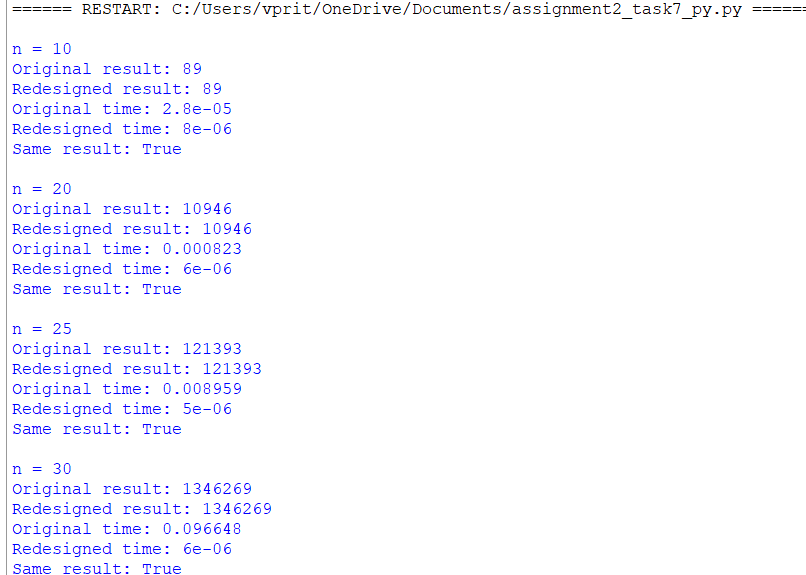 ====== RESTART: C:/Users/vprit/OneDrive/Documents/assignment2_task7_py.py ======
n = 10
Original result: 89
Redesigned result: 89
Original time: 2.8e-05
Redesigned time: 8e-06
Same result: True
n = 20
Original result: 10946
Redesigned result: 10946
Original time: 0.000823
Redesigned time: 6e-06
Same result: True
n = 25
Original result: 121393
Redesigned result: 121393
Original time: 0.008959
Redesigned time: 5e-06
Same result: True
n = 30
Original result: 1346269
Redesigned result: 1346269
Original time: 0.096648
Redesigned time: 6e-06
Same result: True